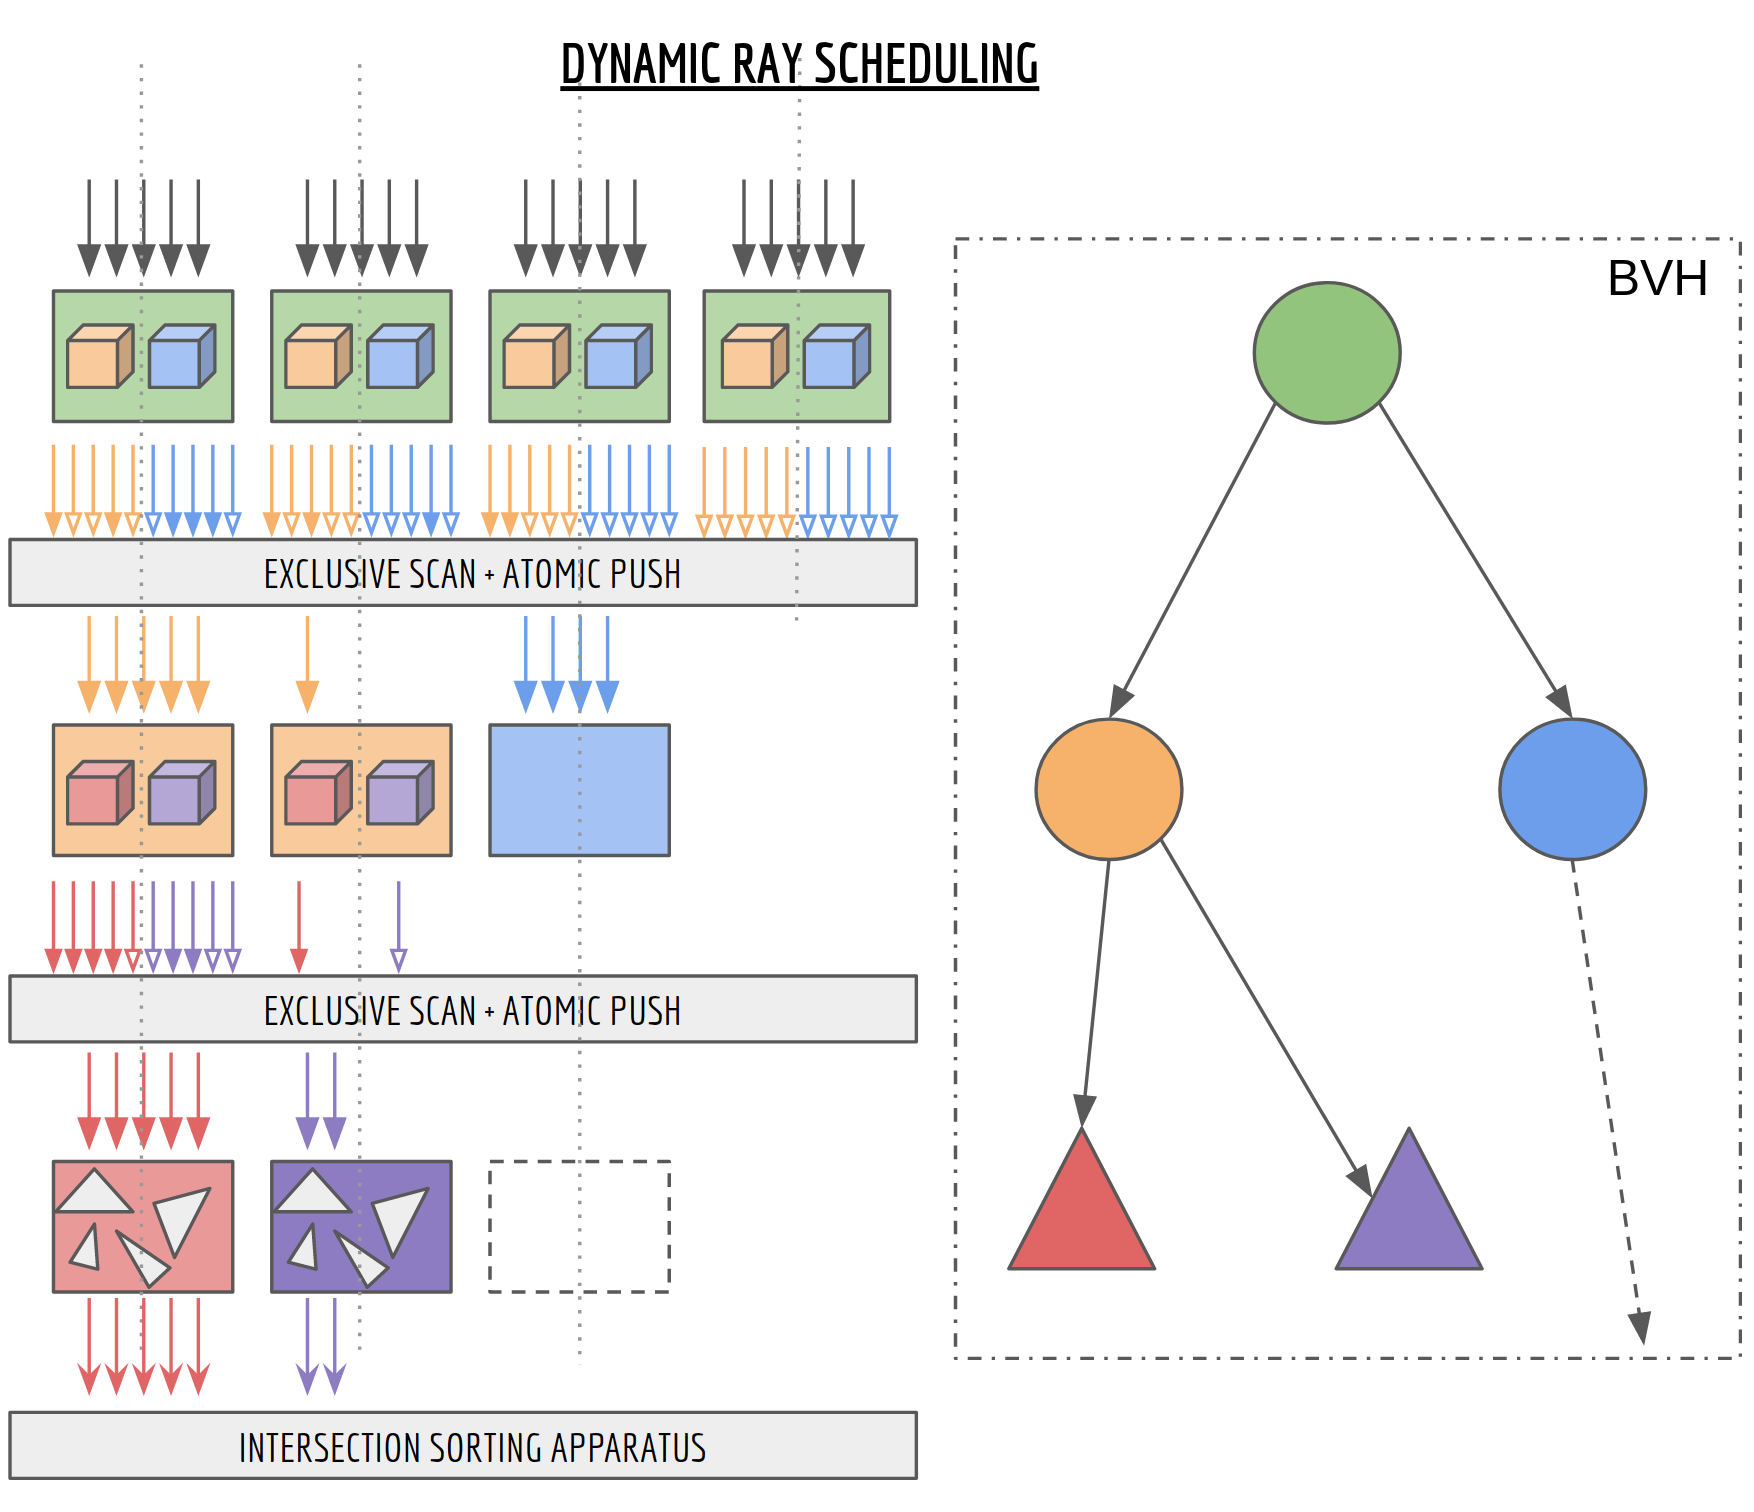 DYNAMIC RAY SCHEDULING
BVH
EXCLUSIVE SCAN + ATOMIC PUSH
EXCLUSIVE SCAN + ATOMIC PUSH
INTERSECTION SORTING APPARATUS